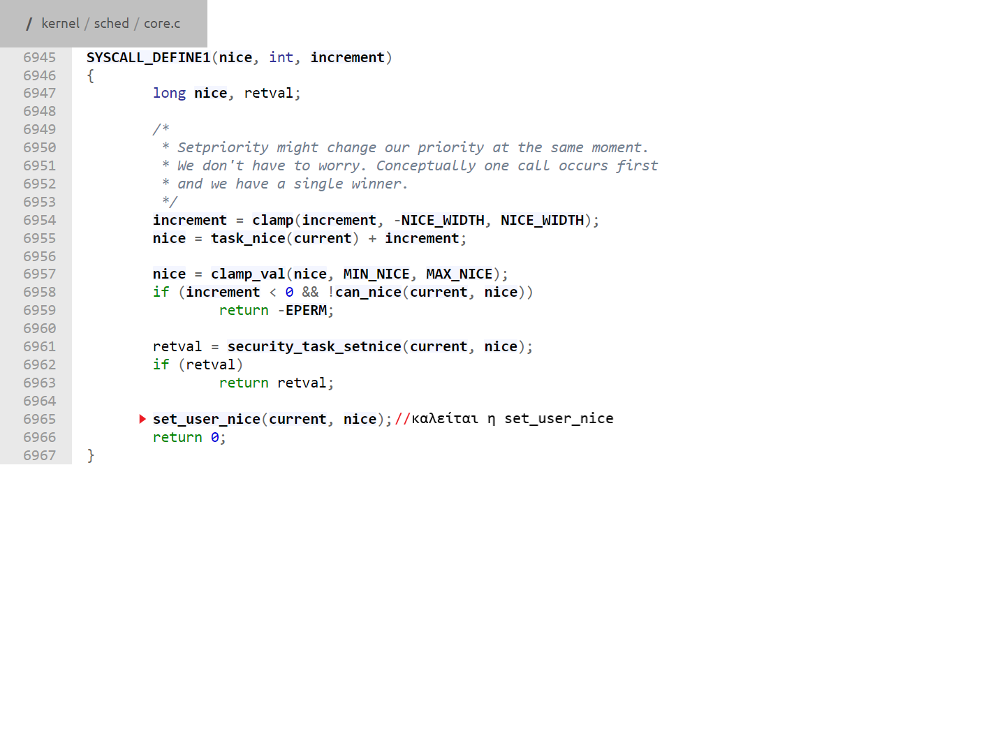 / kernel / sched / core.c
6945 SYSCALL_DEFINE1(nice, int, increment)
6946 {
6947 long nice, retval;
6948
6949 /*
6950 * Setpriority might change our priority at the same moment.
6951 * We don't have to worry. Conceptually one call occurs first
6952 * and we have a single winner.
6953 */
6954 increment = clamp(increment, -NICE_WIDTH, NICE_WIDTH);
6955 nice = task_nice(current) + increment;
6956
6957 nice = clamp_val(nice, MIN_NICE, MAX_NICE);
6958 if (increment < 0 && !can_nice(current, nice))
6959 return -EPERM;
6960
6961 retval = security_task_setnice(current, nice);
6962 if (retval)
6963 return retval;
6964
6965 set_user_nice(current, nice);//καλείται η set_user_nice
6966 return 0;
6967 }